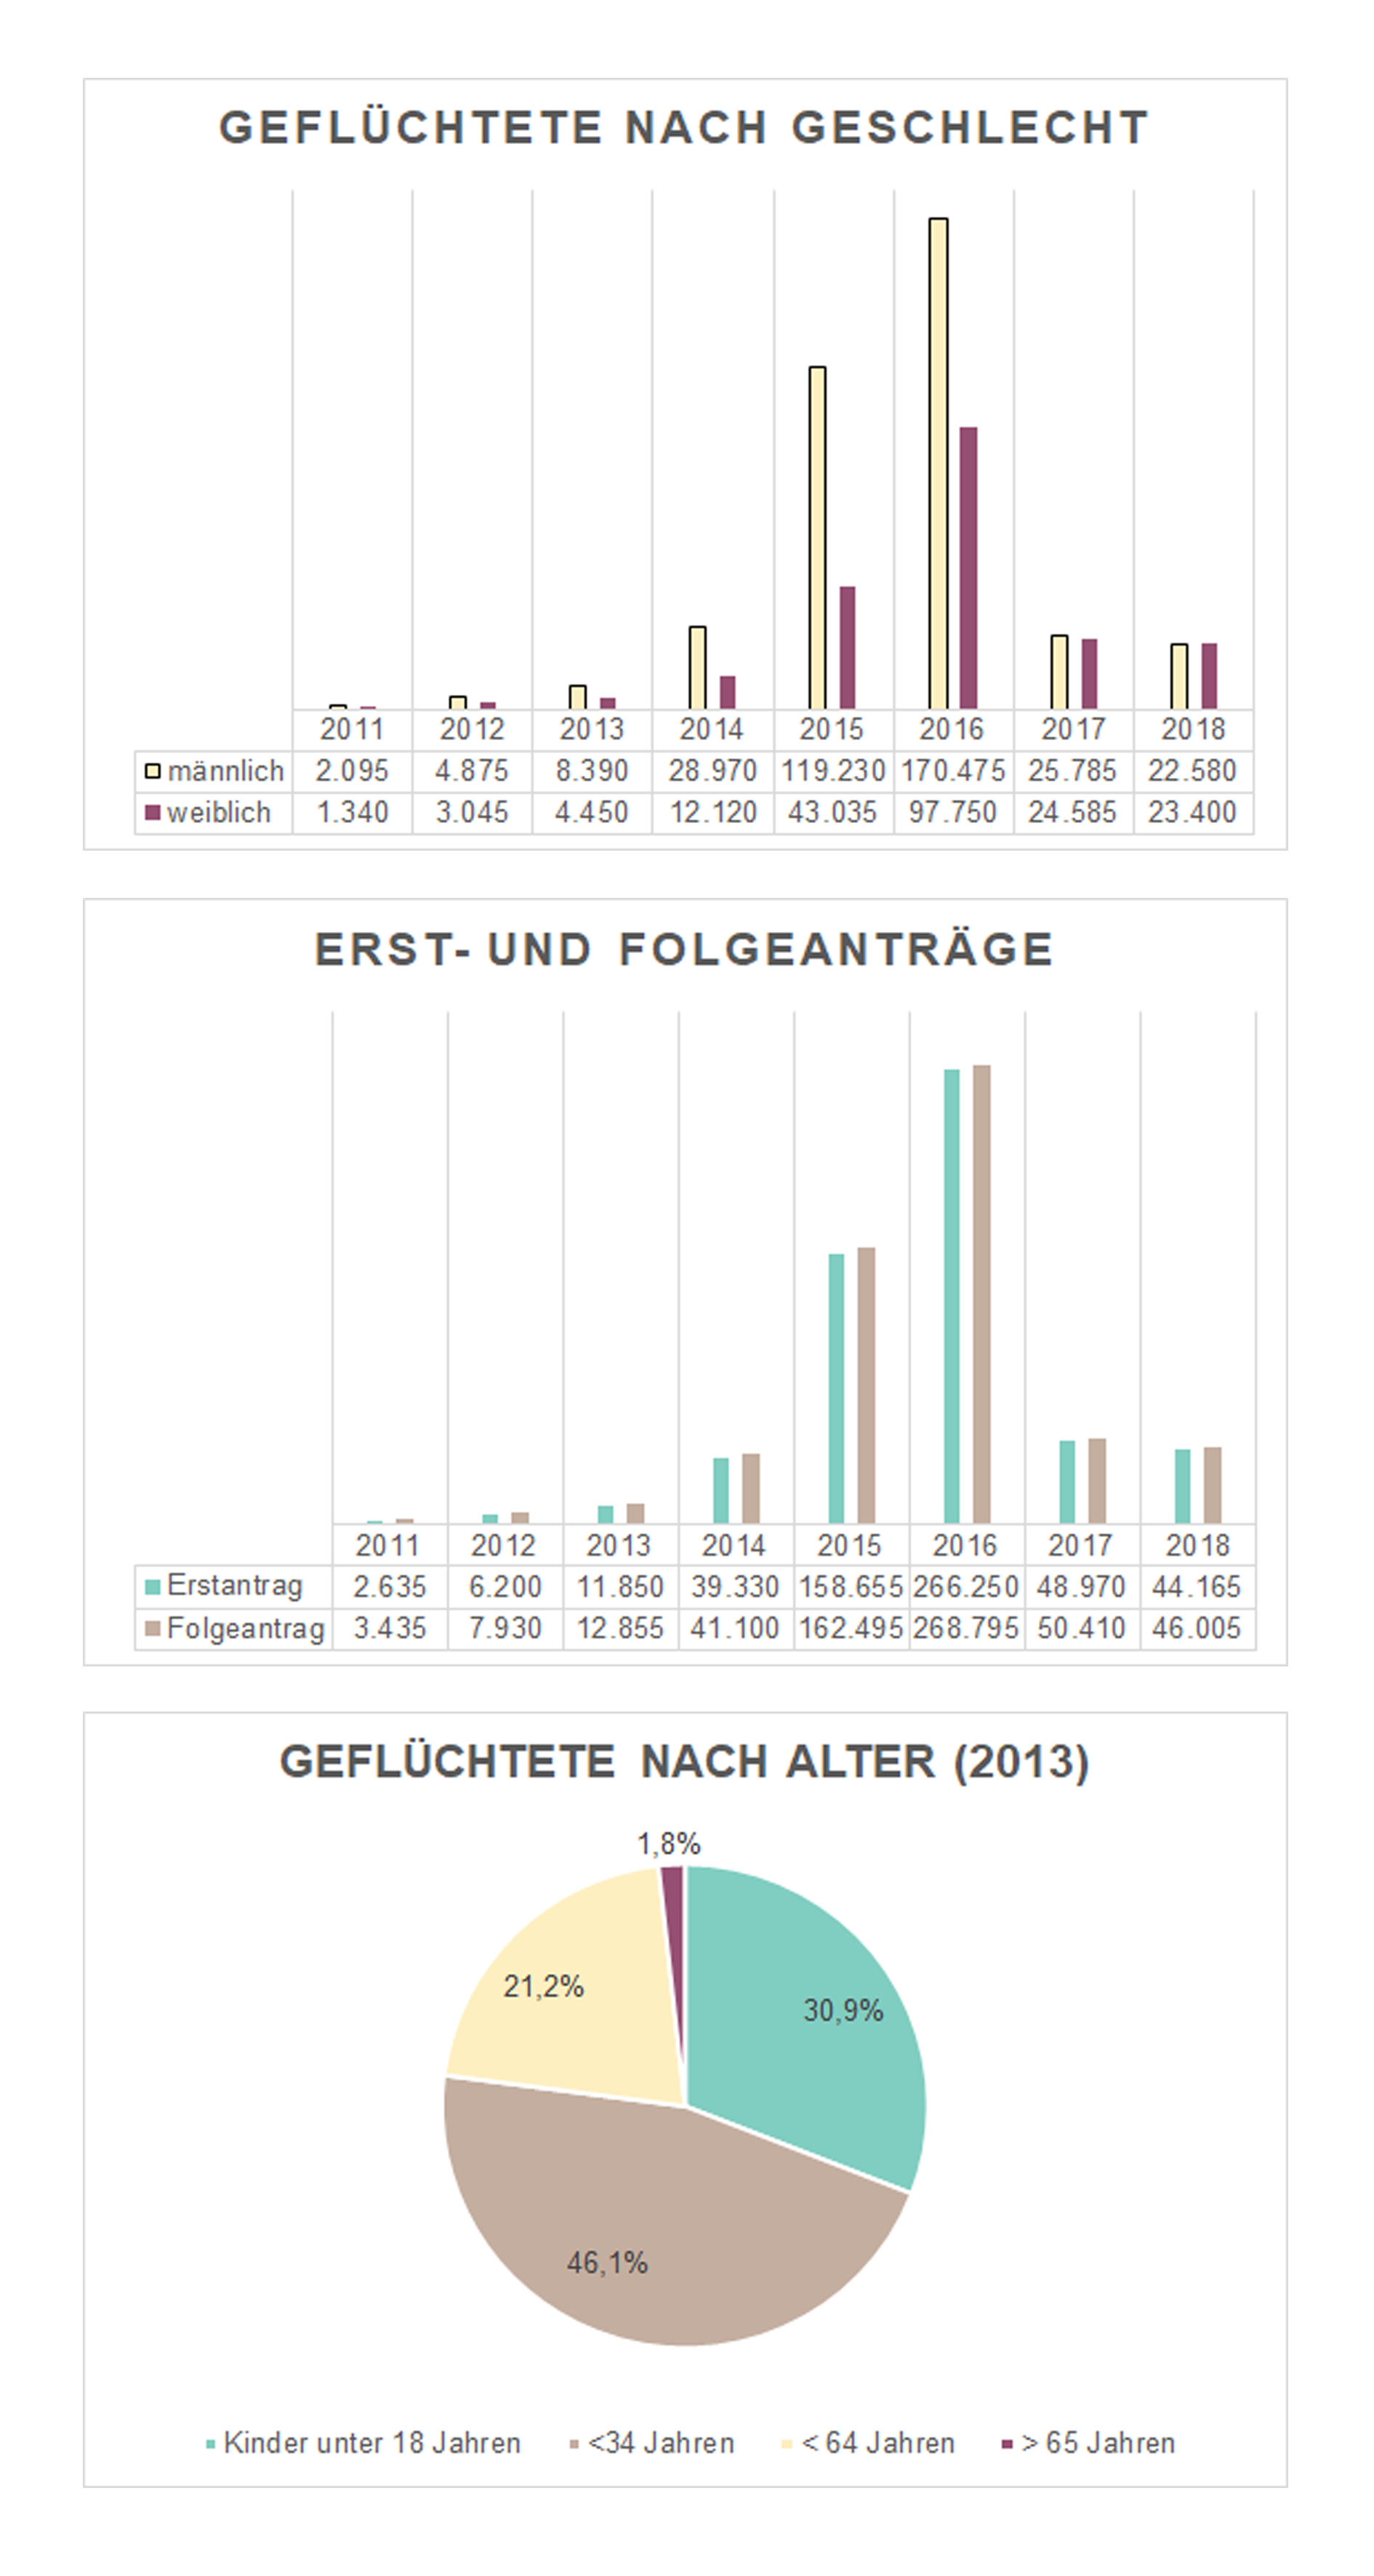 GEFLÜCHTETE NACH GESCHLECHT
2011 2012 2013 2014 2015 2016 2017 2018
männlich 2.095 4.875 8.390 28.970 119.230 170.475 25.785 22.580
weiblich 1.340 3.045 4.450 12.120 43.035 97.750 24.585 23.400
ERST- UND FOLGEANTRÄGE
2011 2012 2013 2014 2015 2016 2017 2018
Erstantrag 2.635 6.200 11.850 39.330 158.655 266.250 48.970 44.165
Folgeantrag 3.435 7.930 12.855 41.100 162.495 268.795 50.410 46.005
GEFLÜCHTETE NACH ALTER (2013)
1,8%
21,2%
30,9%
46,1%
Kinder unter 18 Jahren <34 Jahren < 64 Jahren > 65 Jahren